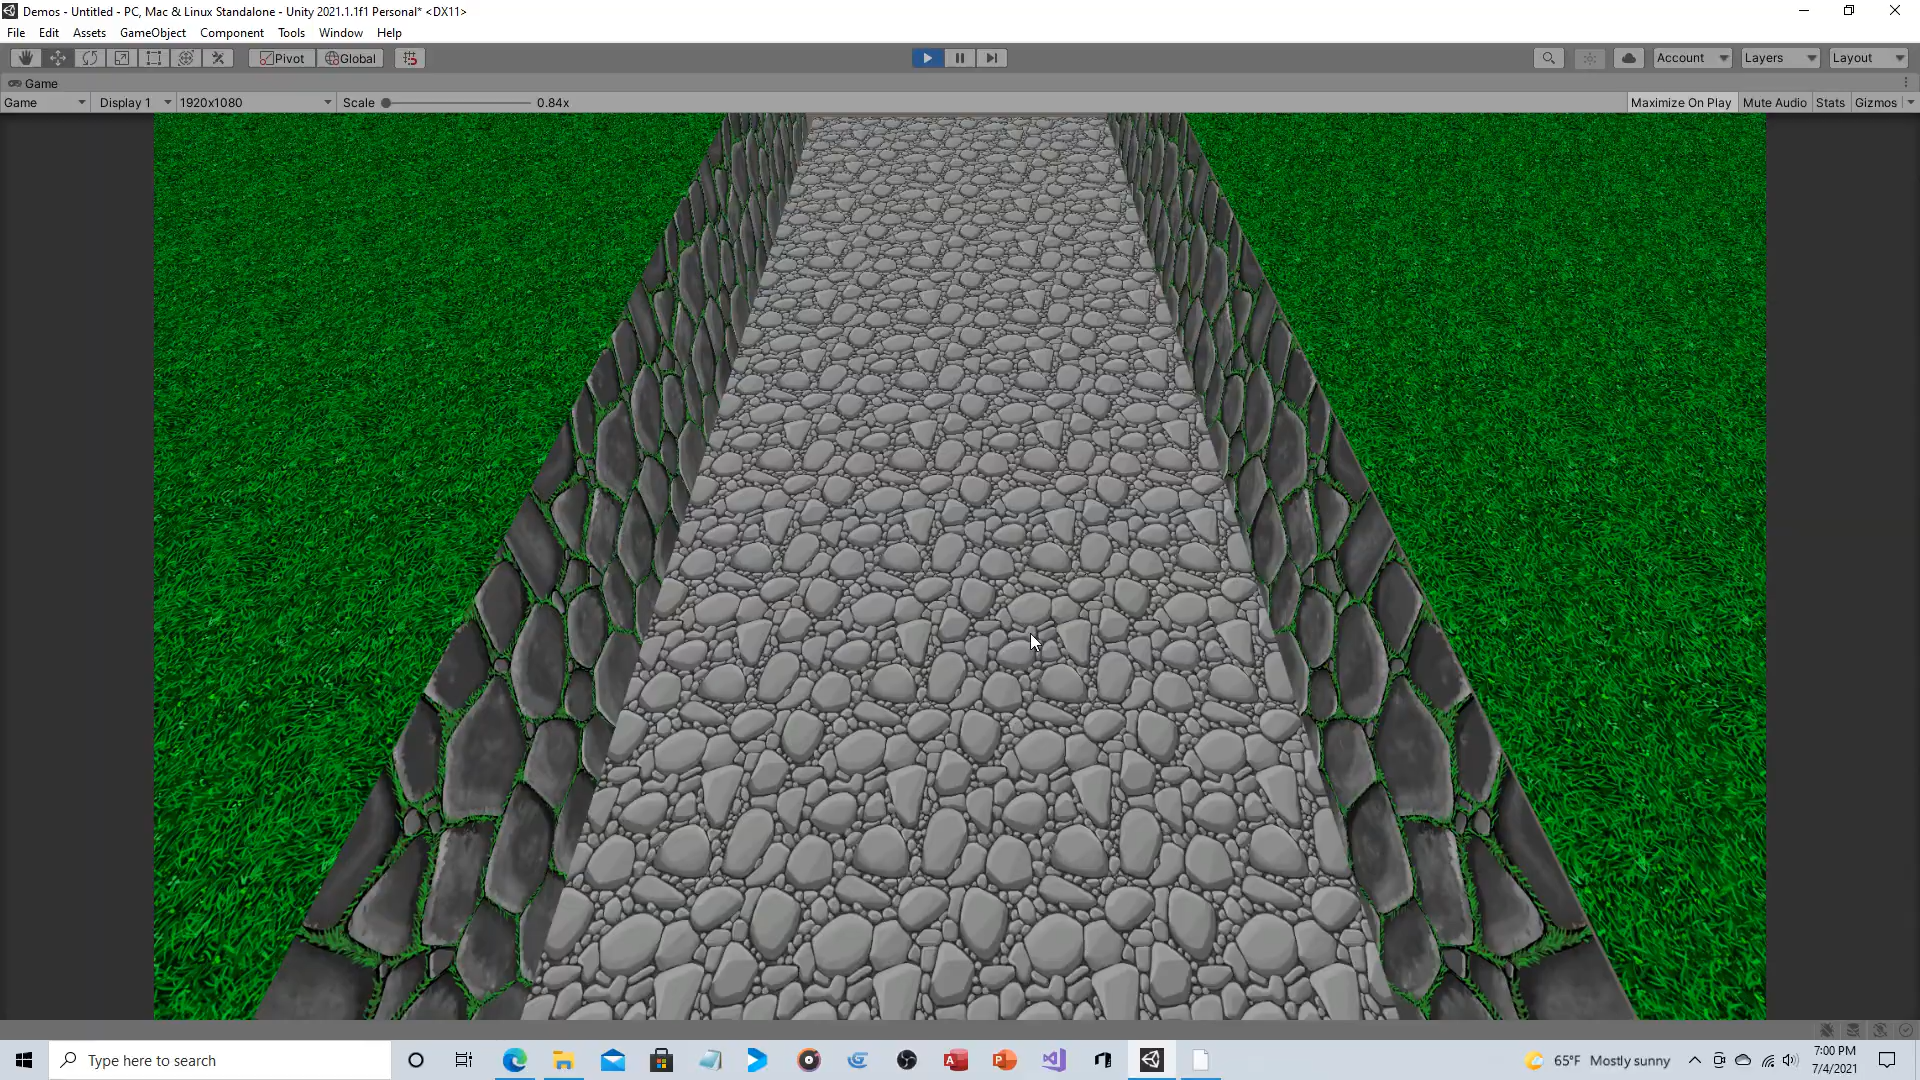 Demos - Untitled - PC, Mac & Linux Standalone - Unity 2021.1.1f1 Personal* <DX11>
File Edit Assets GameObject Component Tools Window Help
Pivot Global Account Layers Layout
Game
Game Display 1 1920x1080 Scale 0.84x Maximize On Play Mute Audio Stats Gizmos
Type here to search
65°F Mostly sunny
7:00 PM
7/4/2021